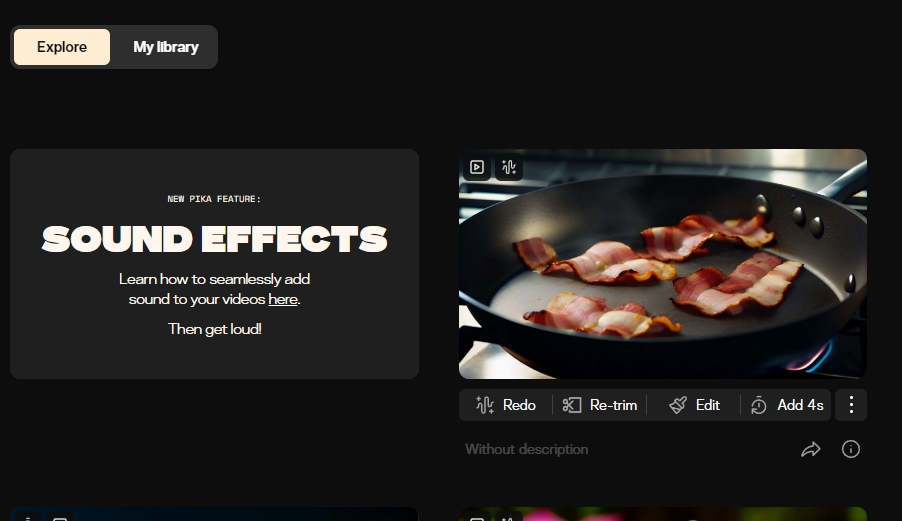 Explore
My library
NEW PIKA FEATURE:
SOUND EFFECTS
Learn how to seamlessly add
sound to your videos here.
Then get loud!
Redo
Re-trim
Edit
Add 4s
Without description